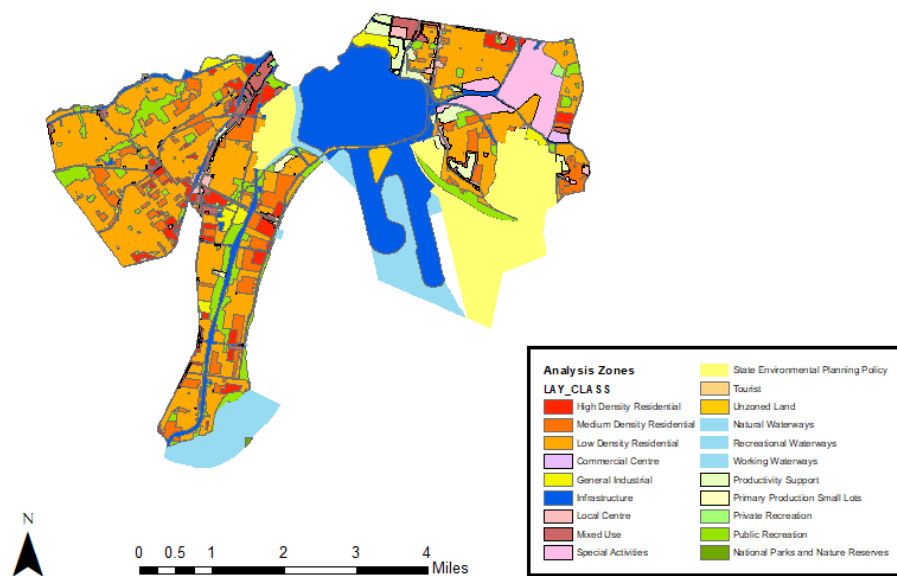 Analysis Zones
LAY_CLASS
High Density Residential
Medium Density Residential
Low Density Residential
Commercial Centre
General Industrial
Infrastructure
Local Centre
Mixed Use
Special Activities
State Environmental Planning Policy
Tourist
Unzoned Land
Natural Waterways
Recreational Waterways
Working Waterways
Productivity Support
Primary Production Small Lots
Private Recreation
Public Recreation
National Parks and Nature Reserves
N
0 0.5 1 2 3 4
Miles